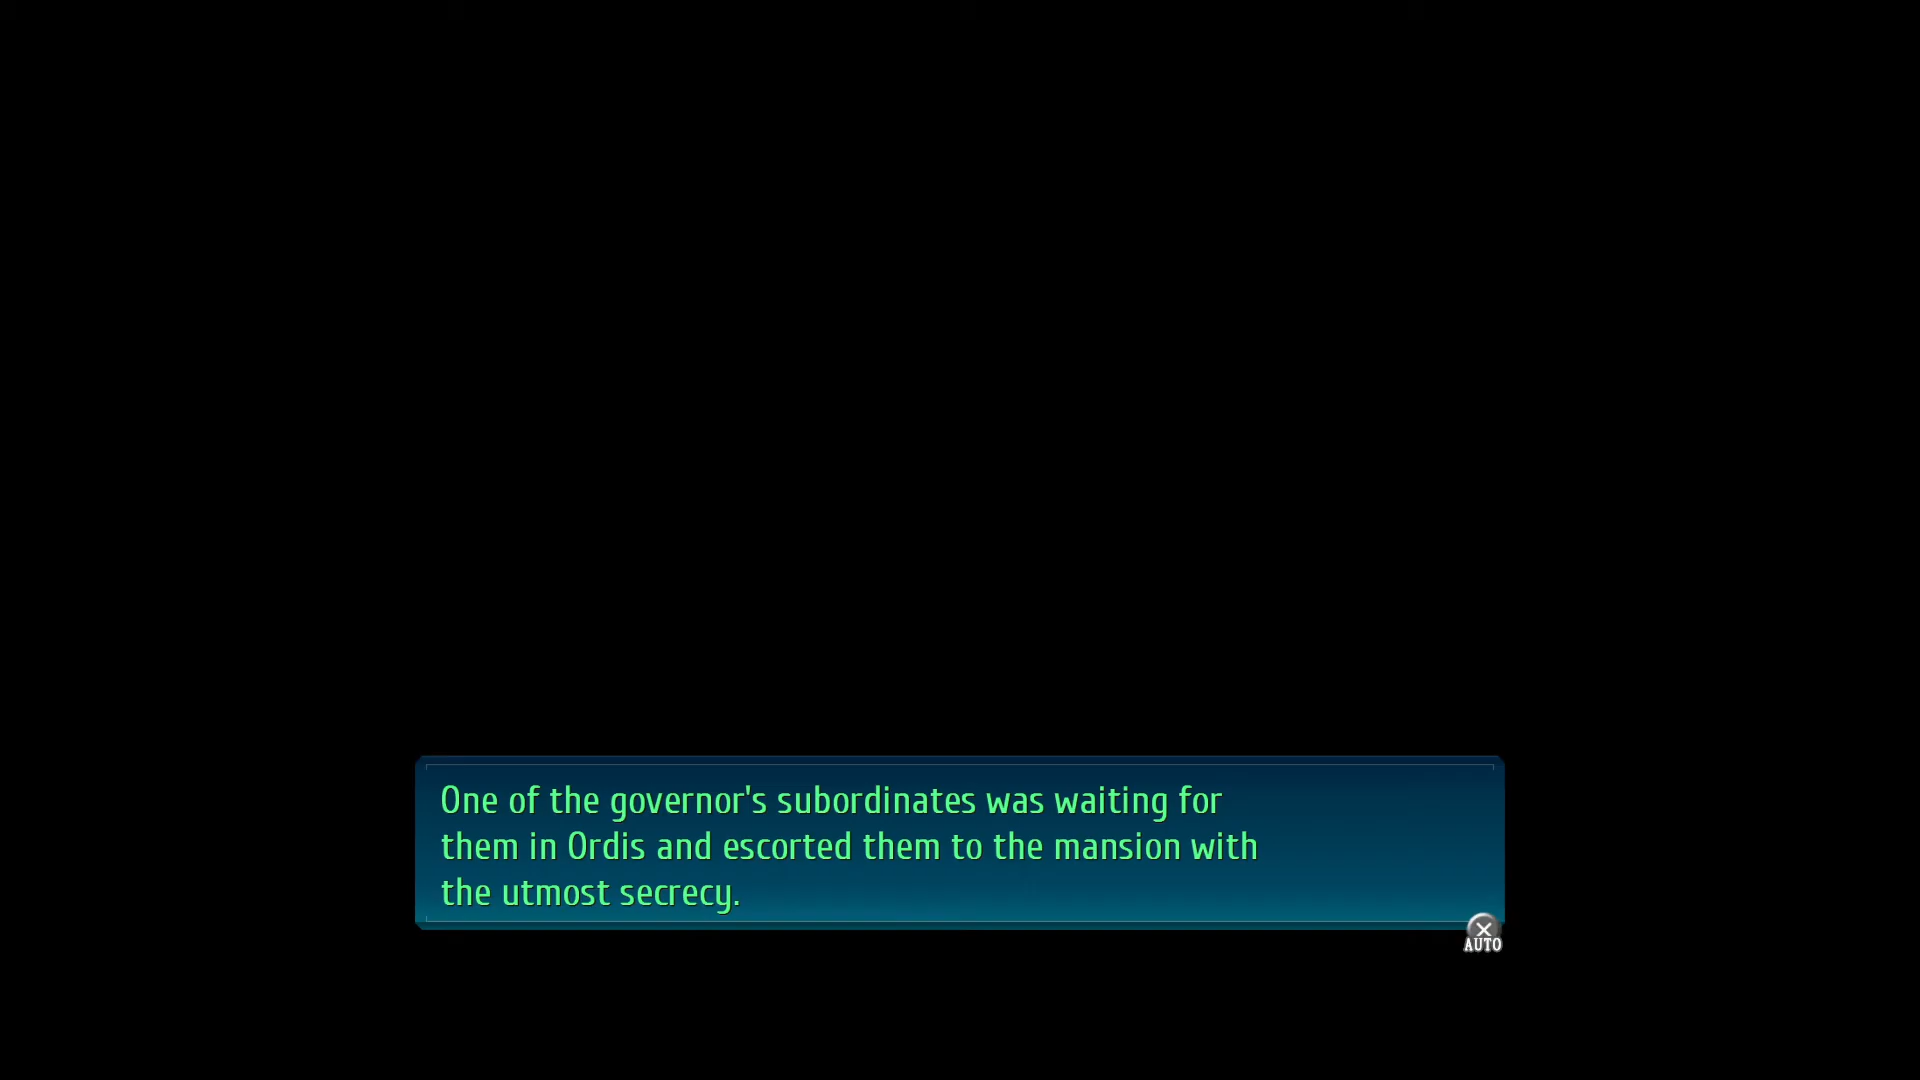 One of the governor's subordinates was waiting for
them in Ordis and escorted them to the mansion with
the utmost secrecy.
AUTO